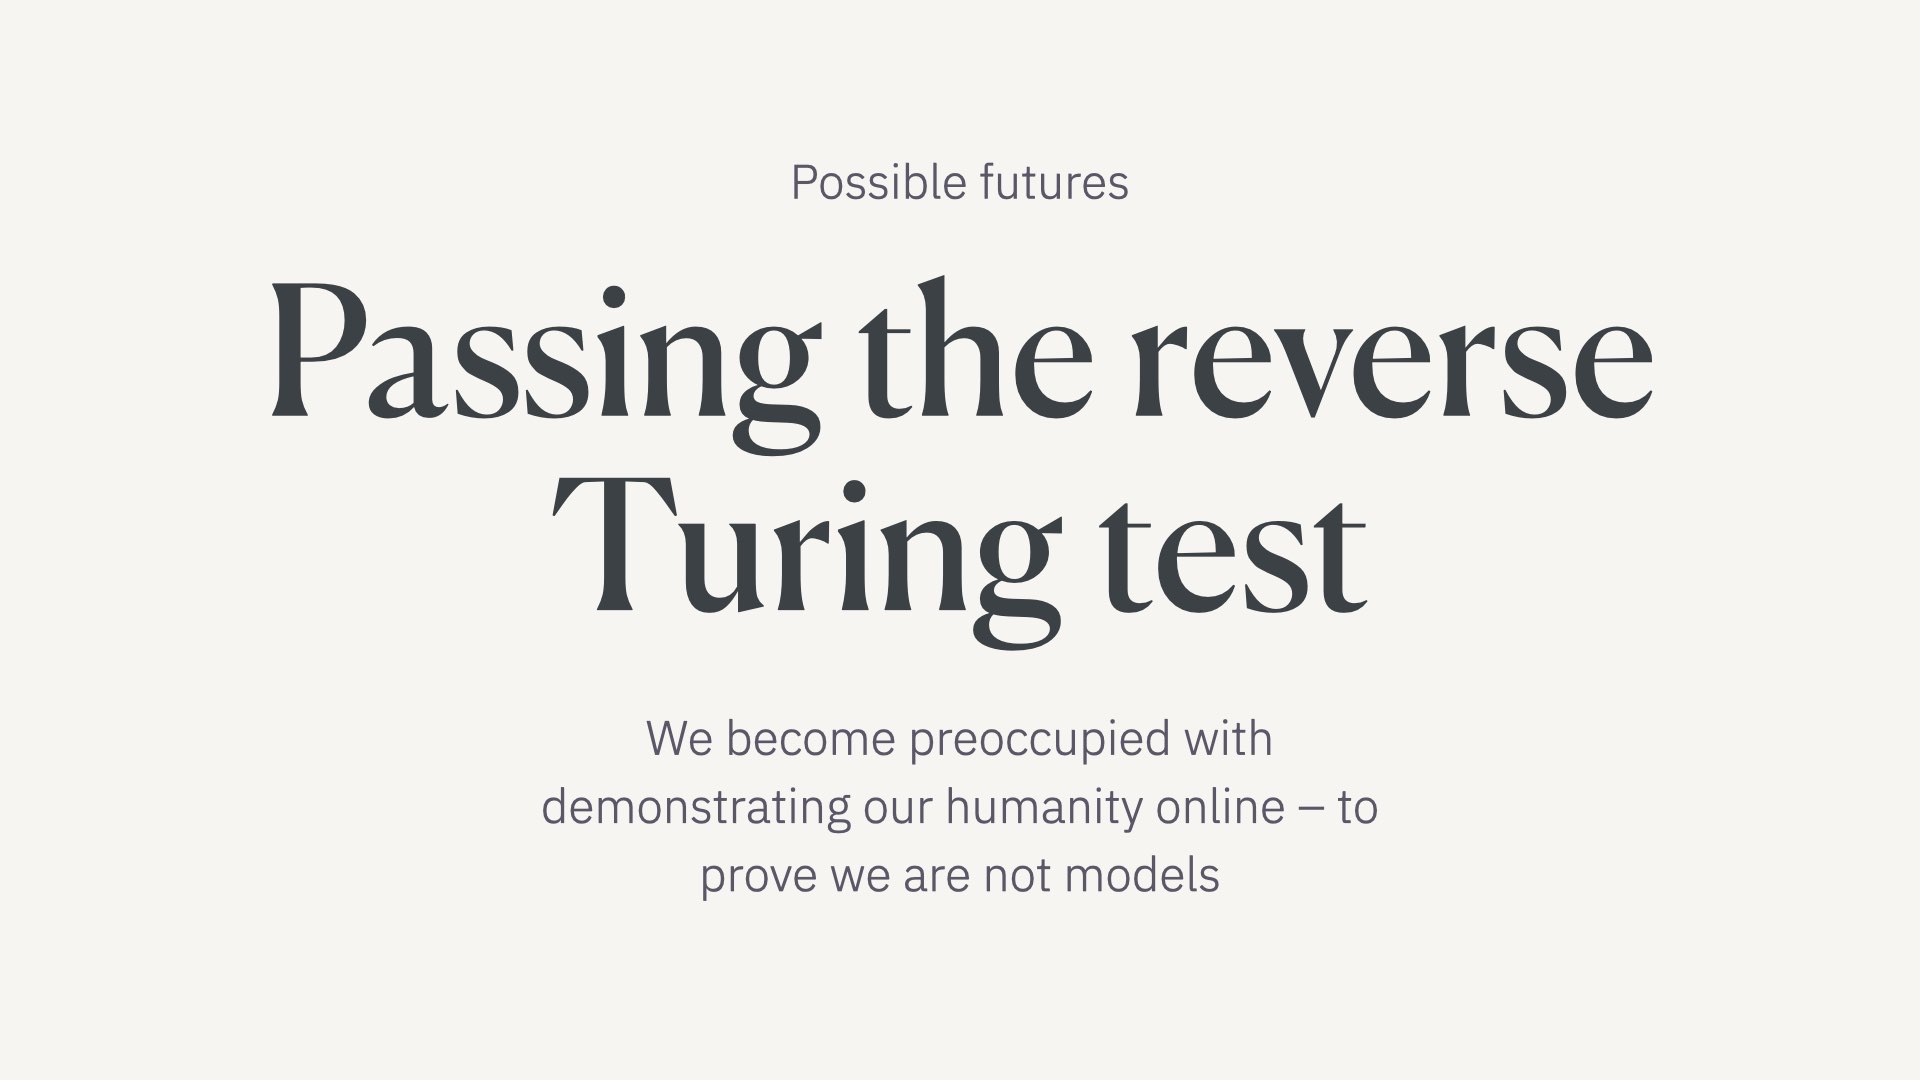 Possible futures
Passing the reverse
Turing test
We become preoccupied with
demonstrating our humanity online – to
prove we are not models